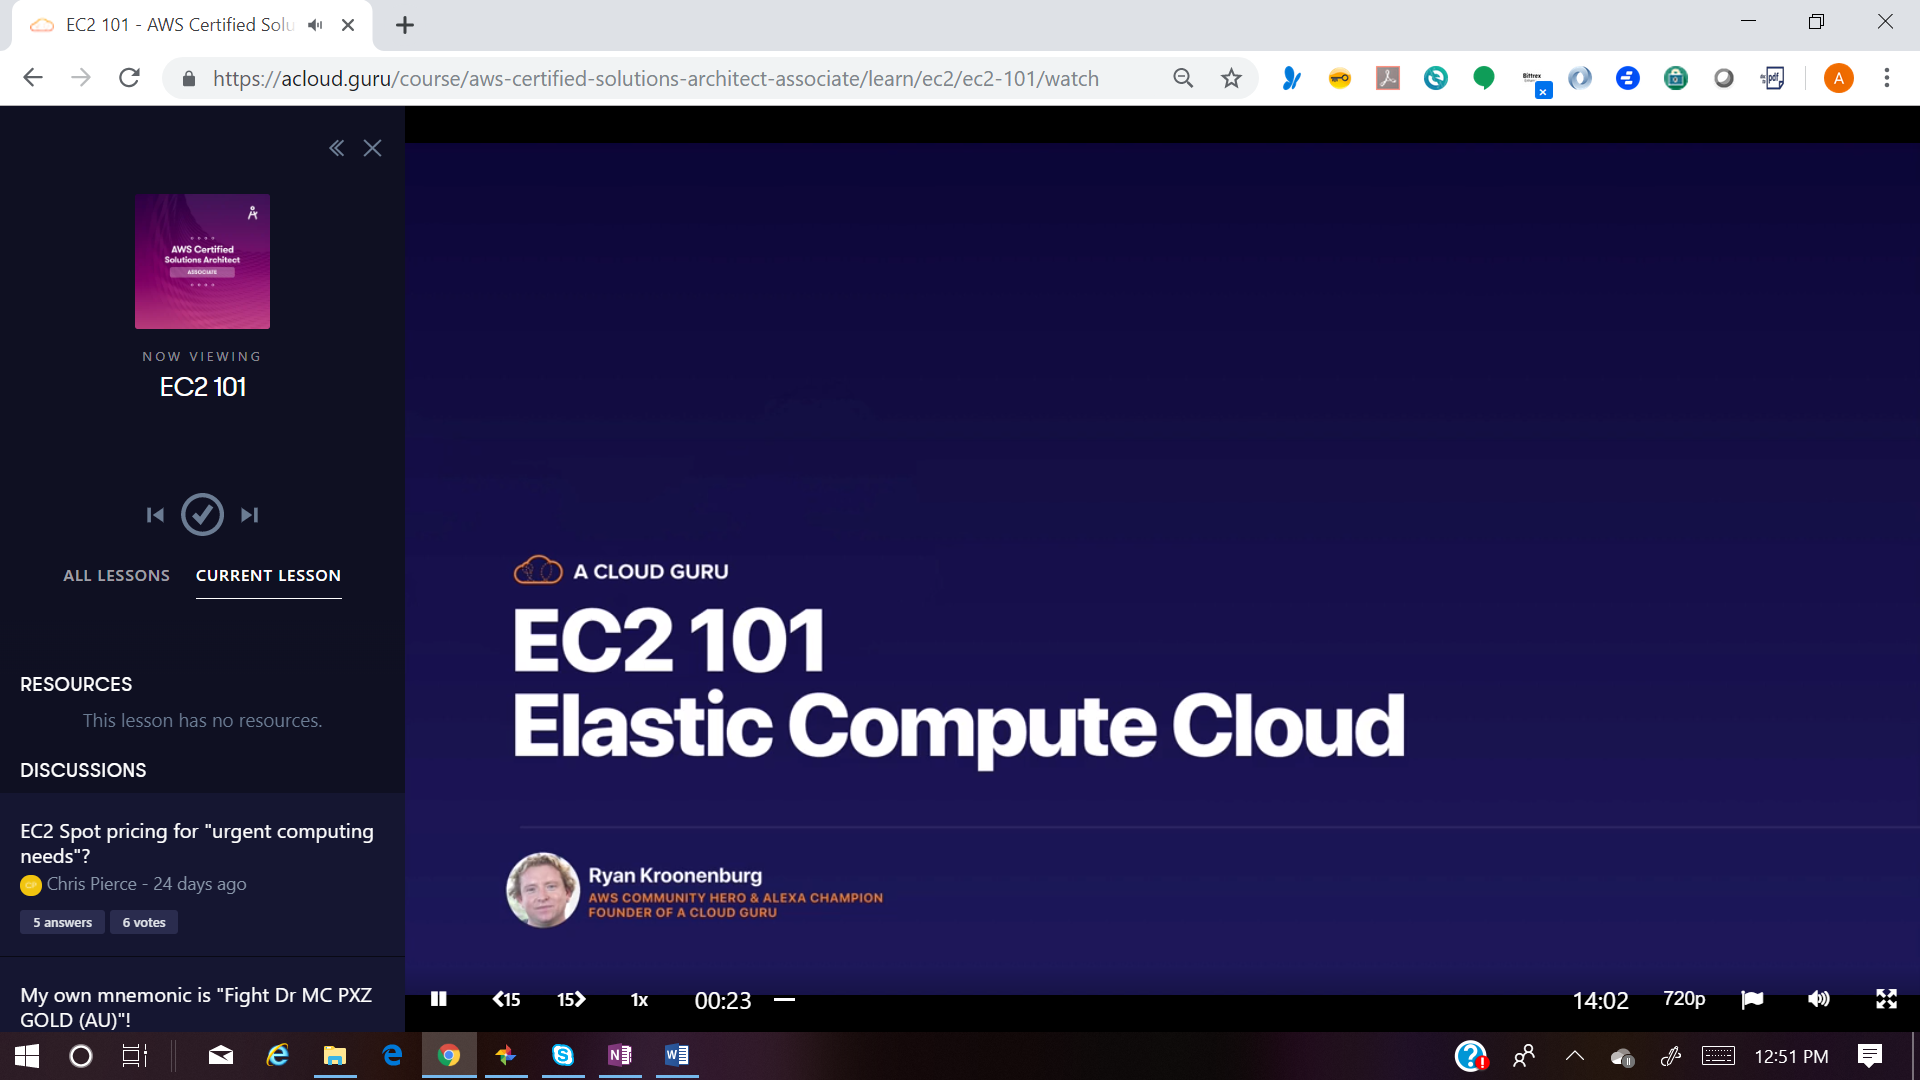 EC2 101 - AWS Certified Solu
https://acloud.guru/course/aws-certified-solutions-architect-associate/learn/ec2/ec2-101/watch
Bittrex
pdf
A
AWS Certified
Solutions Architect
ASSOCIATE
NOW VIEWING
EC2 101
ALL LESSONS
CURRENT LESSON
RESOURCES
This lesson has no resources.
DISCUSSIONS
EC2 Spot pricing for "urgent computing
needs"?
CP
Chris Pierce - 24 days ago
5 answers
6 votes
My own mnemonic is "Fight Dr MC PXZ
GOLD (AU)"!
A CLOUD GURU
EC2 101
Elastic Compute Cloud
Ryan Kroonenburg
AWS COMMUNITY HERO & ALEXA CHAMPION
FOUNDER OF A CLOUD GURU
15
15
1x
00:23
14:02
720p
12:51 PM